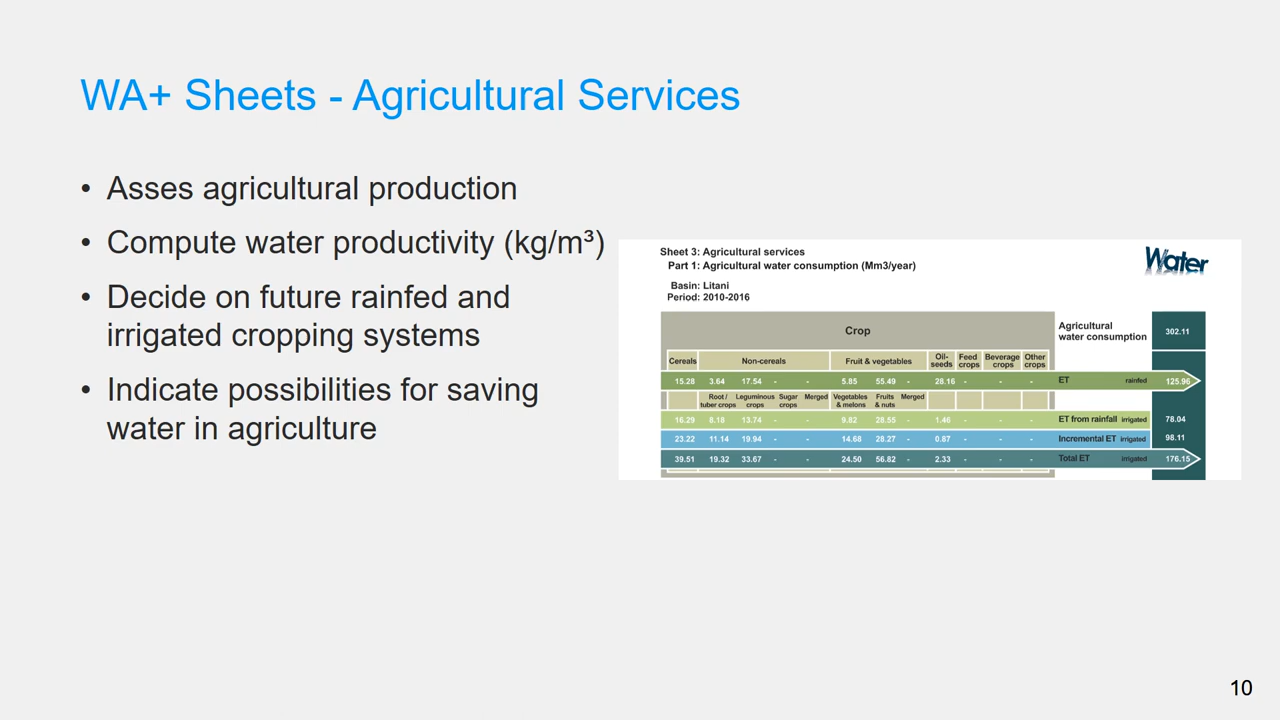 WA+ Sheets - Agricultural Services
• Asses agricultural production
• Compute water productivity (kg/m³)
• Decide on future rainfed and
irrigated cropping systems
• Indicate possibilities for saving
water in agriculture
Sheet 3: Agricultural services
Part 1: Agricultural water consumption (Mm3/year)
Basin: Litani
Period: 2010-2016
Water
Crop
Agricultural
water consumption
302.11
Cereals Non-cereals Fruit & vegetables Oil-
seeds Feed
crops Beverage
crops Other
crops
15.28 3.64 17.54 - - 5.85 55.49 - 28.16 - - - ET rainfed 125.96
Root /
tuber crops Leguminous
crops Sugar
crops Merged Vegetables
& melons Fruits
& nuts Merged
16.29 8.18 13.74 - - 9.82 28.55 - 1.46 - - - ET from rainfall irrigated 78.04
23.22 11.14 19.94 - - 14.68 28.27 - 0.87 - - - Incremental ET irrigated 98.11
39.51 19.32 33.67 - - 24.50 56.82 - 2.33 - - - Total ET irrigated 176.15
10